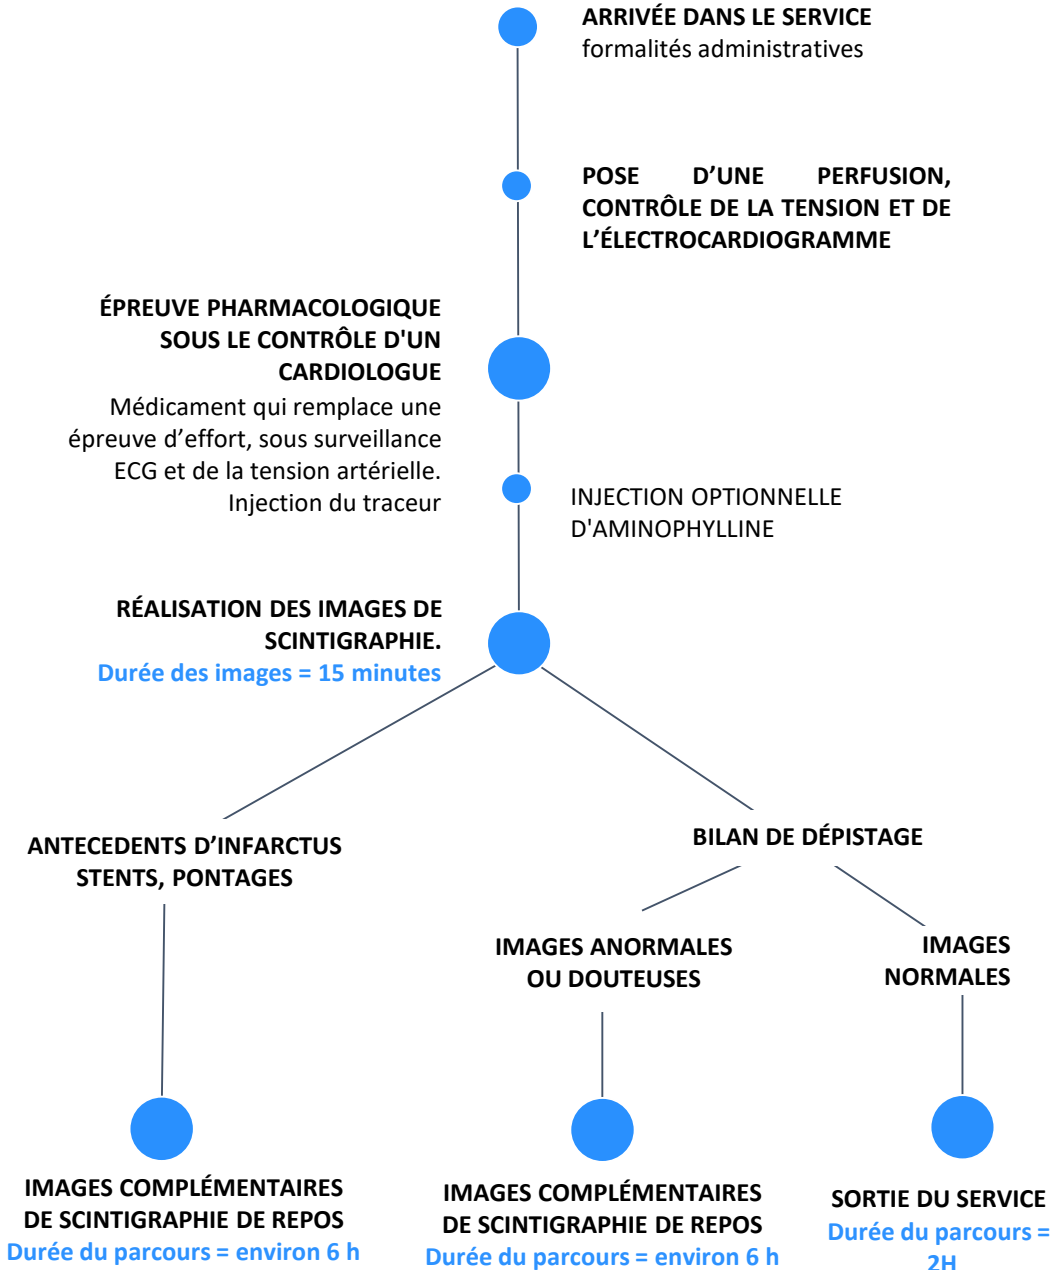 ARRIVÉE DANS LE SERVICE
formalités administratives
POSE D’UNE PERFUSION,
CONTRÔLE DE LA TENSION ET DE
L’ÉLECTROCARDIOGRAMME
ÉPREUVE PHARMACOLOGIQUE
SOUS LE CONTRÔLE D'UN
CARDIOLOGUE
Médicament qui remplace une
épreuve d’effort, sous surveillance
ECG et de la tension artérielle.
Injection du traceur
INJECTION OPTIONNELLE
D'AMINOPHYLLINE
RÉALISATION DES IMAGES DE
SCINTIGRAPHIE.
Durée des images = 15 minutes
ANTECEDENTS D’INFARCTUS
STENTS, PONTAGES
BILAN DE DÉPISTAGE
IMAGES ANORMALES
OU DOUTEUSES
IMAGES
NORMALES
IMAGES COMPLÉMENTAIRES
DE SCINTIGRAPHIE DE REPOS
Durée du parcours = environ 6 h
IMAGES COMPLÉMENTAIRES
DE SCINTIGRAPHIE DE REPOS
Durée du parcours = environ 6 h
SORTIE DU SERVICE
Durée du parcours =
2H